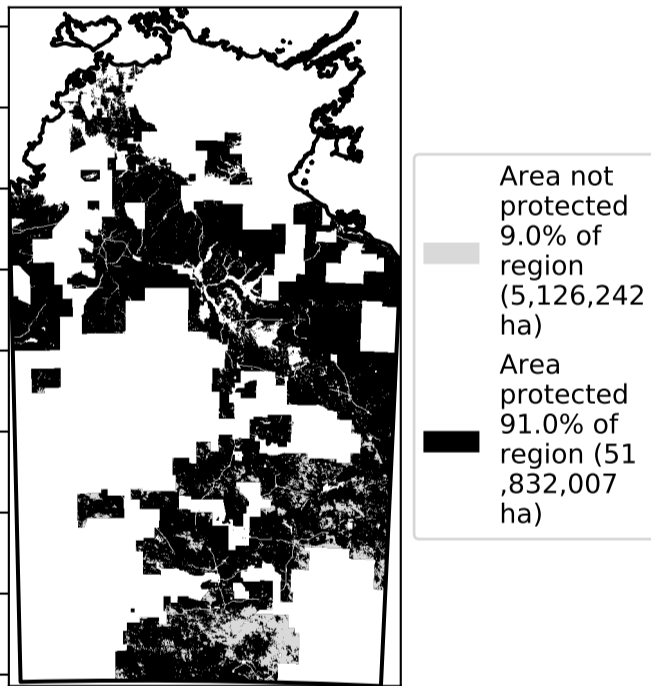 Area not
protected
9.0% of
region
(5,126,242
ha)
Area
protected
91.0% of
region (51
,832,007
ha)